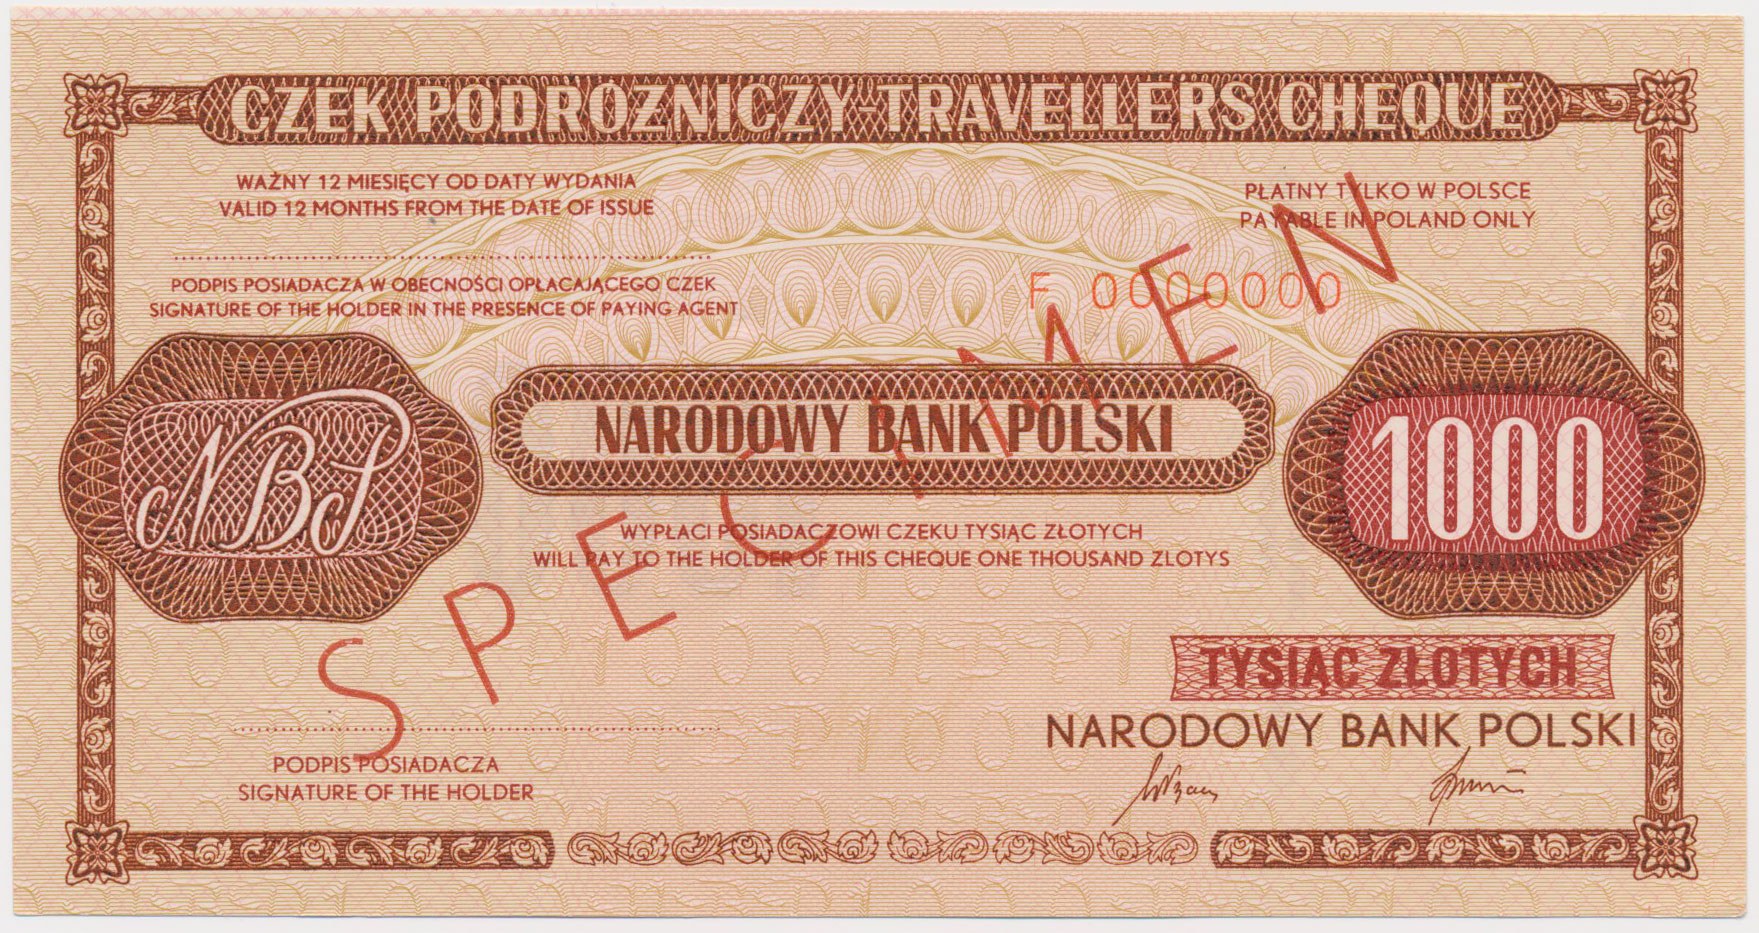 CZEK PODRÓŻNICZY-TRAVELLERS CHEQUE
WAŻNY 12 MIESIĘCY OD DATY WYDANIA
VALID 12 MONTHS FROM THE DATE OF ISSUE
PŁATNY TYLKO W POLSCE
PAYABLE IN POLAND ONLY
PODPIS POSIADACZA W OBECNOŚCI OPŁACAJĄCEGO CZEK
SIGNATURE OF THE HOLDER IN THE PRESENCE OF PAYING AGENT
F 0000000
NBP
NARODOWY BANK POLSKI
1000
WYPŁACI POSIADACZOWI CZEKU TYSIĄC ZŁOTYCH
WILL PAY TO THE HOLDER OF THIS CHEQUE ONE THOUSAND ZLOTYS
SPECIMEN
TYSIĄC ZŁOTYCH
NARODOWY BANK POLSKI
PODPIS POSIADACZA
SIGNATURE OF THE HOLDER